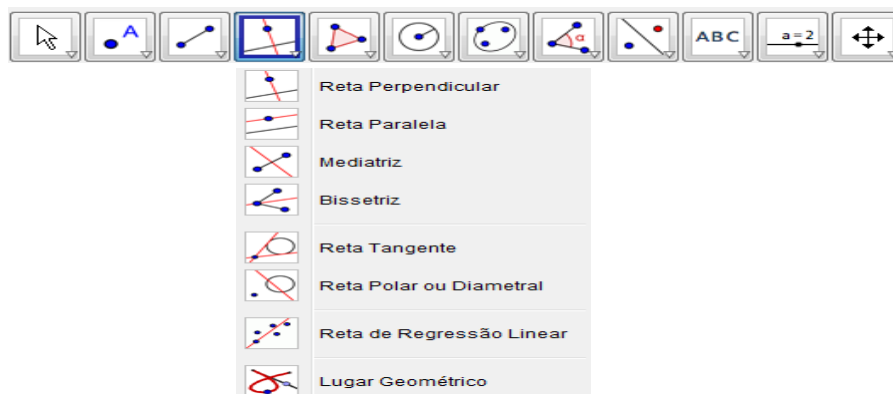 A α ABC a=2
Reta Perpendicular
Reta Paralela
Mediatriz
Bissetriz
Reta Tangente
Reta Polar ou Diametral
Reta de Regressão Linear
Lugar Geométrico